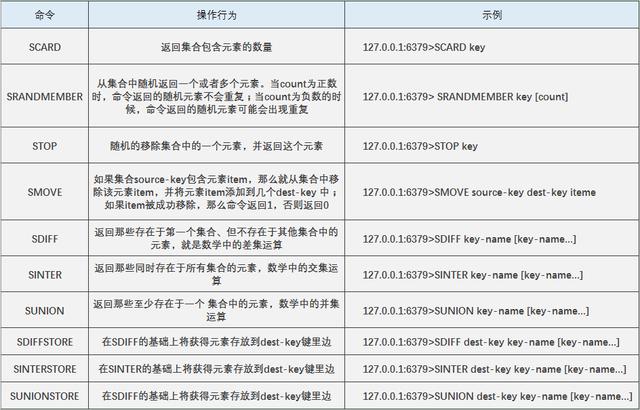 命令 操作行为 示例
SCARD 返回集合包含元素的数量 127.0.0.1:6379>SCARD key
SRANDMEMBER
从集合中随机返回一个或者多个元素。当count为正数
时，命令返回的随机元素不会重复；当count为负数的时
候，命令返回的随机元素可能会出现重复
127.0.0.1:6379> SRANDMEMBER key [count]
STOP 随机的移除集合中的一个元素，并返回这个元素 127.0.0.1:6379>STOP key
SMOVE
如果集合source-key包含元素item，那么就从集合中移
除该元素item，并将元素item添加到几个dest-key 中；
如果item被成功移除，那么命令返回1，否则返回0
127.0.0.1:6379>SMOVE source-key dest-key iteme
SDIFF
返回那些存在于第一个集合、但不存在于其他集合中的
元素，就是数学中的差集运算
127.0.0.1:6379>SDIFF key-name [key-name...]
SINTER
返回那些同时存在于所有集合的元素，数学中的交集运
算
127.0.0.1:6379>SINTER key-name [key-name...]
SUNION
返回那些至少存在于一个 集合中的元素，数学中的并集
运算
127.0.0.1:6379>SUNION key-name [key-name...]
SDIFFSTORE 在SDIFF的基础上将获得元素存放到dest-key键里边 127.0.0.1:6379>SDIFF dest-key key-name [key-name...]
SINTERSTORE 在SINTER的基础上将获得元素存放到dest-key键里边 127.0.0.1:6379>SINTER dest-key key-name [key-name...]
SUNIONSTORE 在SDIFF的基础上将获得元素存放到dest-key键里边 127.0.0.1:6379>SUNION dest-key key-name [key-name...]